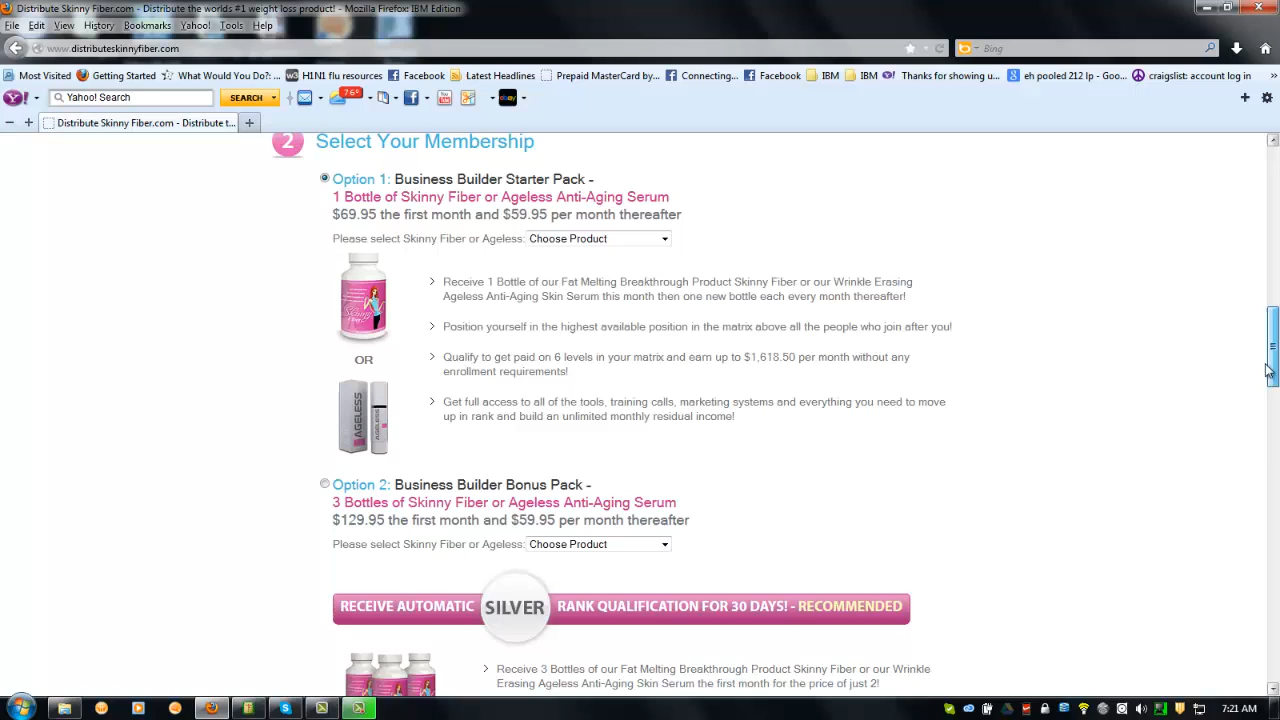 Distribute Skinny Fiber.com - Distribute the worlds #1 weight loss product! - Mozilla Firefox: IBM Edition
File Edit View History Bookmarks Yahoo! Tools Help
www.distributeskinnyfiber.com
Bing
Most Visited Getting Started What Would You Do?: ... H1N1 flu resources Facebook Latest Headlines Prepaid MasterCard by... Connecting... Facebook IBM IBM Thanks for showing u... eh pooled 212 lp - Goo... craigslist: account log in »
Yahoo! Search SEARCH 76° ebay
Distribute Skinny Fiber.com - Distribute t...
2 Select Your Membership
Option 1: Business Builder Starter Pack -
1 Bottle of Skinny Fiber or Ageless Anti-Aging Serum
$69.95 the first month and $59.95 per month thereafter
Please select Skinny Fiber or Ageless: Choose Product
Receive 1 Bottle of our Fat Melting Breakthrough Product Skinny Fiber or our Wrinkle Erasing
Ageless Anti-Aging Skin Serum this month then one new bottle each every month thereafter!
Position yourself in the highest available position in the matrix above all the people who join after you!
OR
Qualify to get paid on 6 levels in your matrix and earn up to $1,618.50 per month without any
enrollment requirements!
AGELESS
AGELESS
Get full access to all of the tools, training calls, marketing systems and everything you need to move
up in rank and build an unlimited monthly residual income!
Option 2: Business Builder Bonus Pack -
3 Bottles of Skinny Fiber or Ageless Anti-Aging Serum
$129.95 the first month and $59.95 per month thereafter
Please select Skinny Fiber or Ageless: Choose Product
RECEIVE AUTOMATIC SILVER RANK QUALIFICATION FOR 30 DAYS! - RECOMMENDED
Receive 3 Bottles of our Fat Melting Breakthrough Product Skinny Fiber or our Wrinkle
Erasing Ageless Anti-Aging Skin Serum the first month for the price of just 2!
7:21 AM